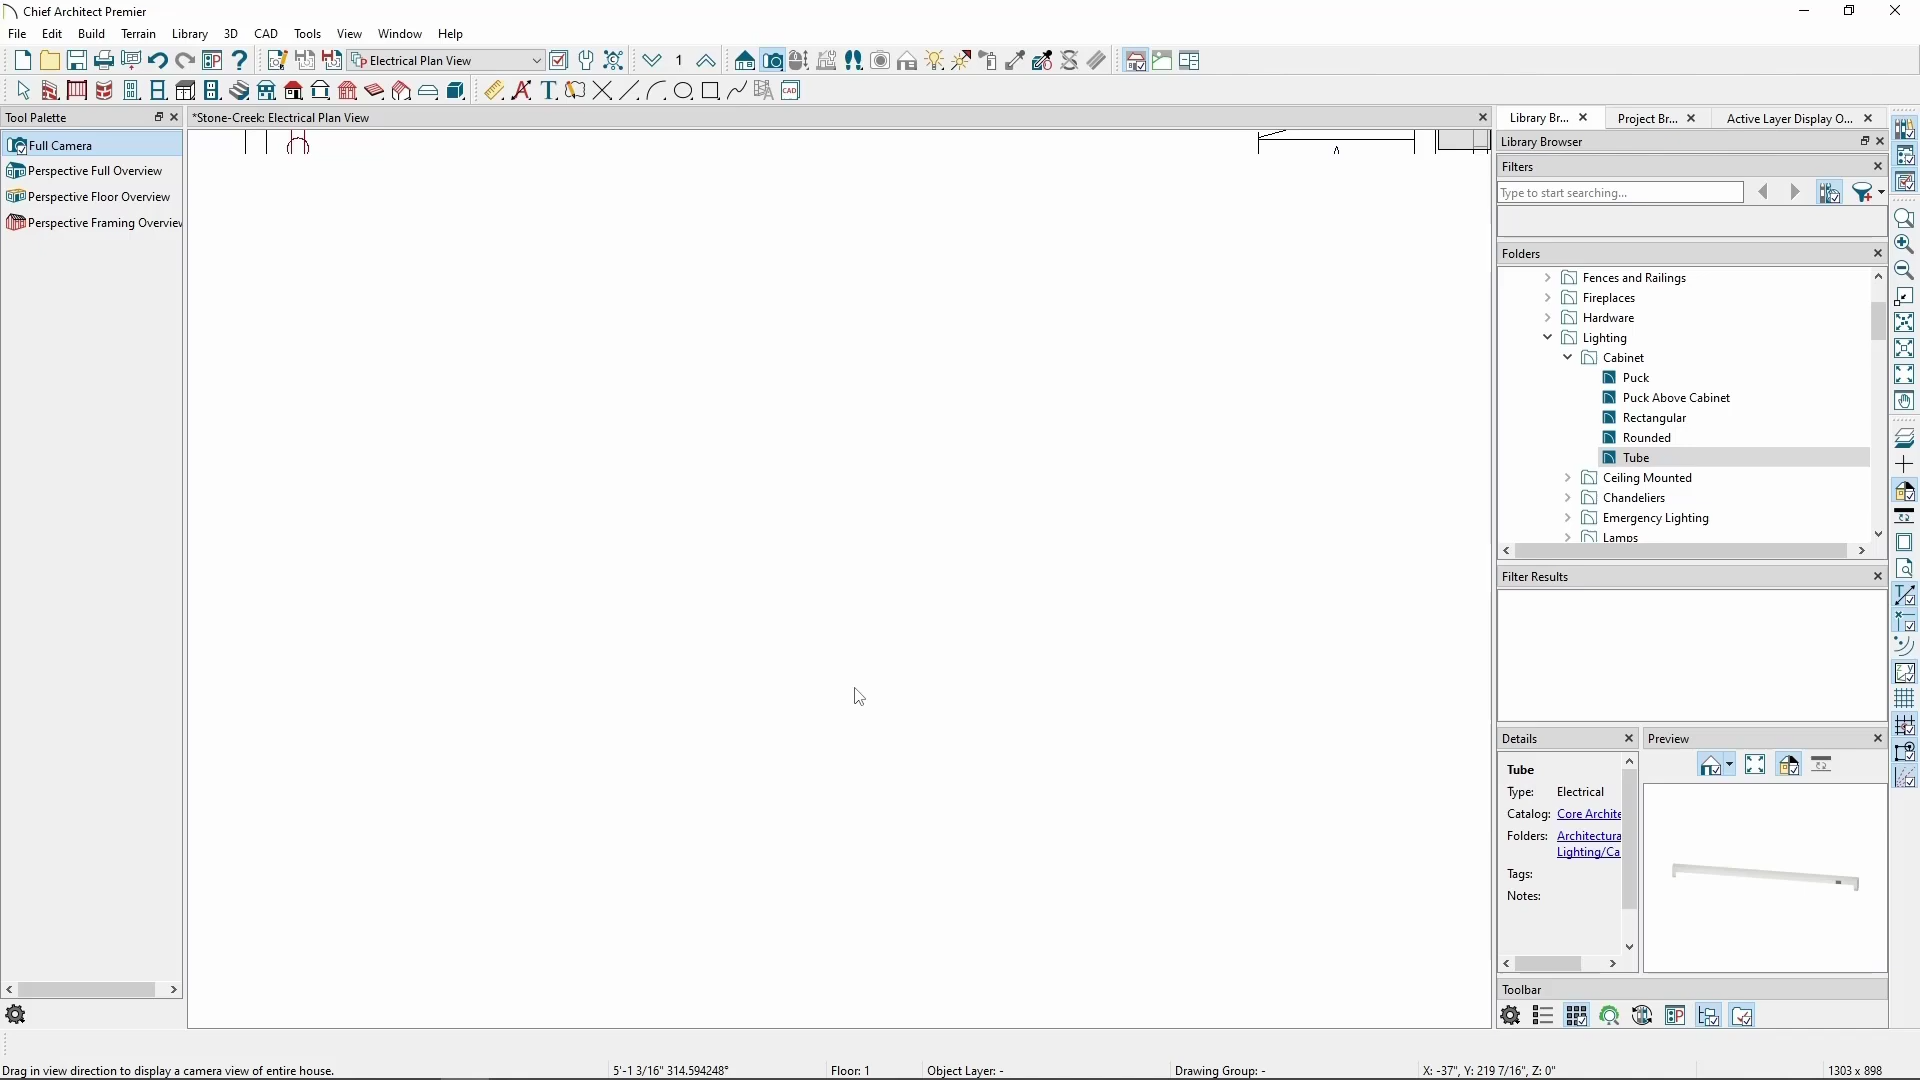 Chief Architect Premier
File Edit Build Terrain Library 3D CAD Tools View Window Help
Electrical Plan View 1
Tool Palette
*Stone-Creek: Electrical Plan View
Library Br... Project Br... Active Layer Display O...
Full Camera
Perspective Full Overview
Perspective Floor Overview
Perspective Framing Overview
Library Browser
Filters
Type to start searching...
Folders
Fences and Railings
Fireplaces
Hardware
Lighting
Cabinet
Puck
Puck Above Cabinet
Rectangular
Rounded
Tube
Ceiling Mounted
Chandeliers
Emergency Lighting
Lamps
Filter Results
Details Preview
Tube
Type: Electrical
Catalog: Core Archite
Folders: Architectura
Lighting/Ca
Tags:
Notes:
Toolbar
Drag in view direction to display a camera view of entire house. 5'-1 3/16" 314.594248° Floor: 1 Object Layer: - Drawing Group: - X: -37", Y: 219 7/16", Z: 0" 1303 x 898